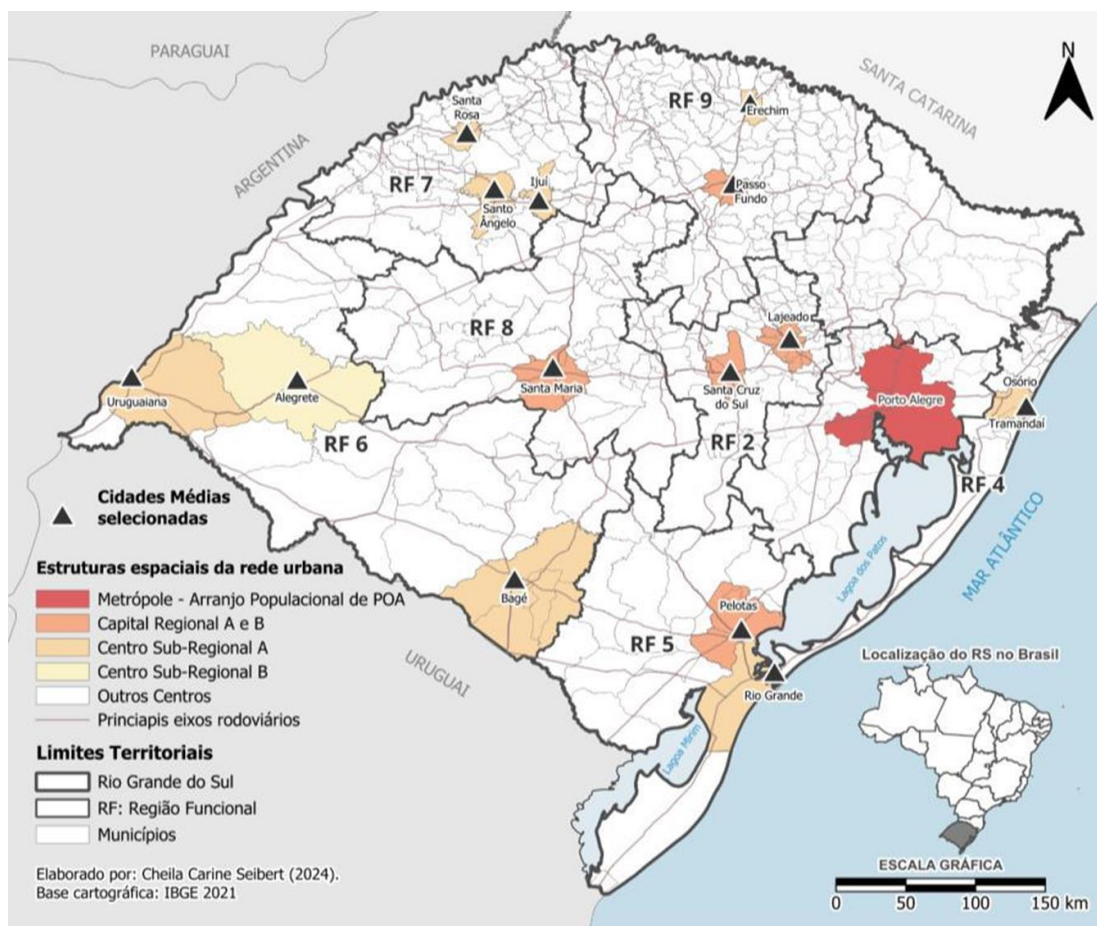 PARAGUAI
ARGENTINA
SANTA CATARINA
N
RF 9
Erechim
Santa
Rosa
RF 7
Ijuí
Santo
Ângelo
Passo
Fundo
RF 8
Lajeado
Santa Maria
Santa Cruz
do Sul
Porto Alegre
Osório
Tramandaí
Uruguaiana
Alegrete
RF 6
RF 2
RF 4
MAR ATLÂNTICO
Lagoa dos Patos
Bagé
Pelotas
RF 5
URUGUAI
Rio Grande
Lagoa Mirim
Cidades Médias
selecionadas
Estruturas espaciais da rede urbana
Metrópole - Arranjo Populacional de POA
Capital Regional A e B
Centro Sub-Regional A
Centro Sub-Regional B
Outros Centros
Principais eixos rodoviários
Limites Territoriais
Rio Grande do Sul
RF: Região Funcional
Municípios
Elaborado por: Cheila Carine Seibert (2024).
Base cartográfica: IBGE 2021
Localização do RS no Brasil
ESCALA GRÁFICA
0 50 100 150 km